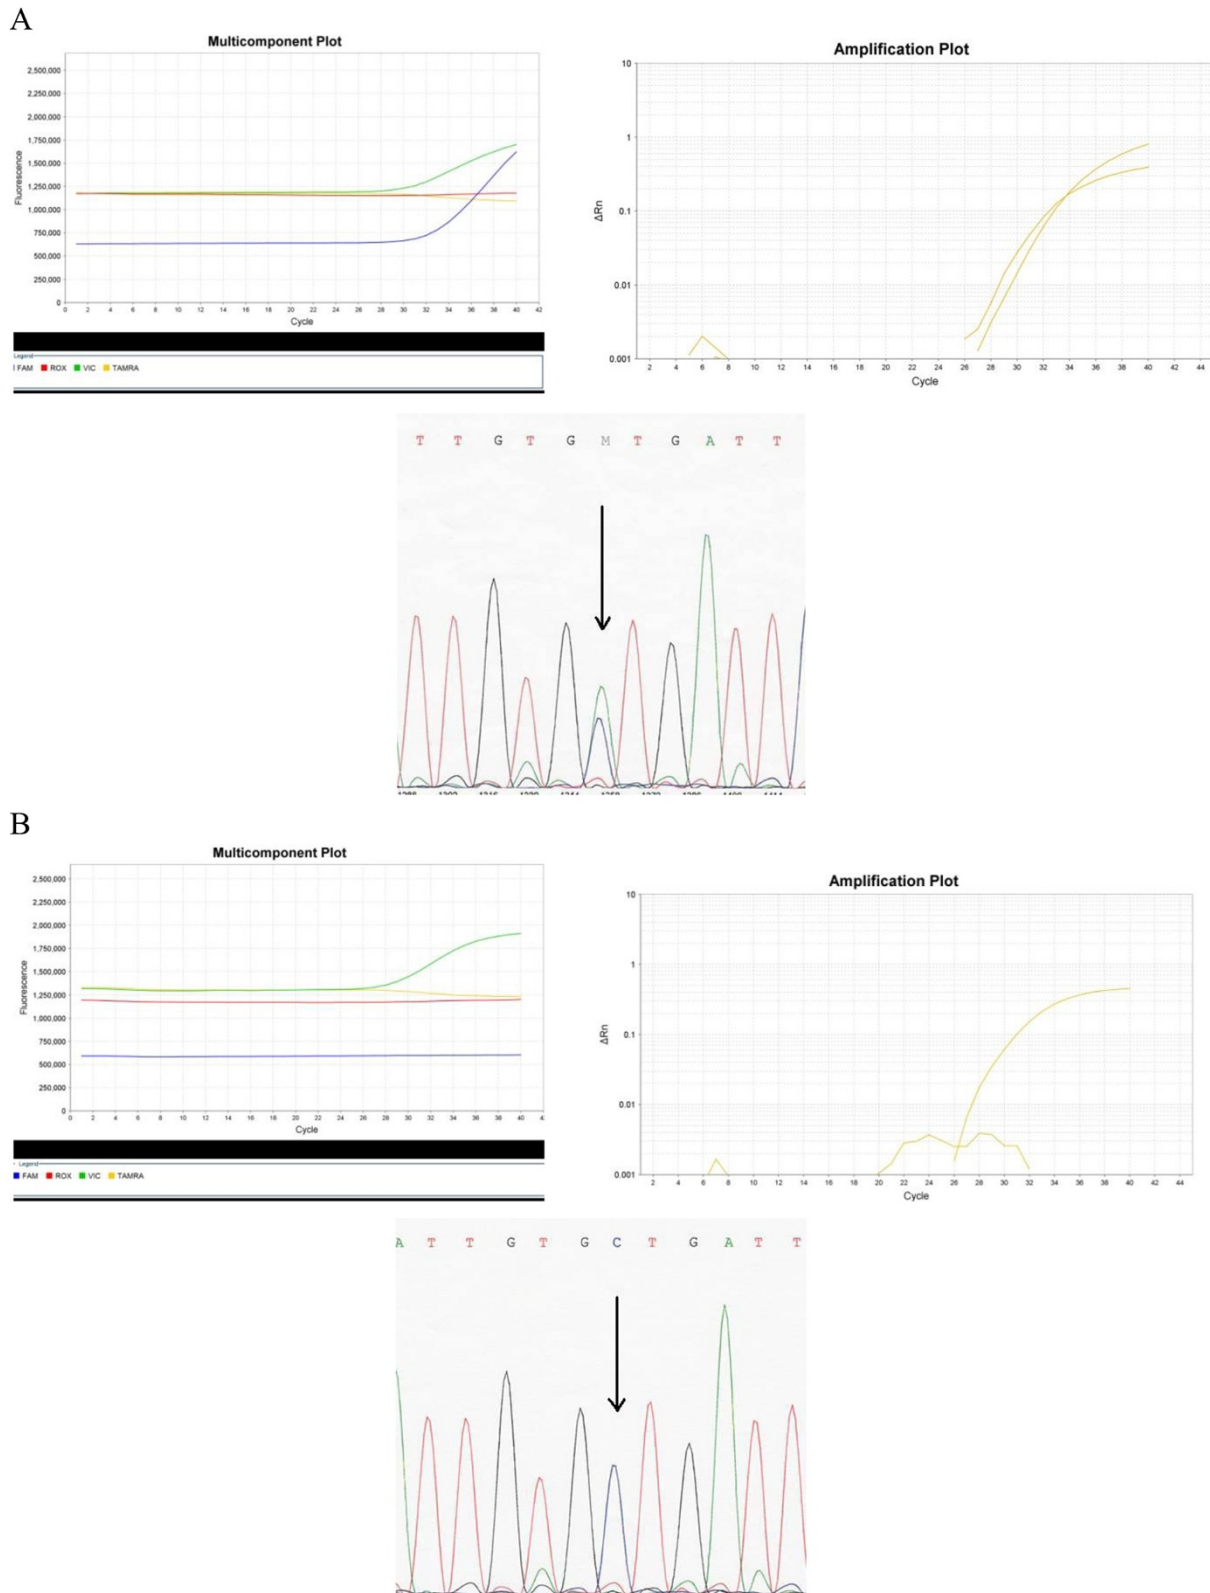 A
Multicomponent Plot
Fluorescence
2,500,000
2,250,000
2,000,000
1,750,000
1,500,000
1,250,000
1,000,000
750,000
500,000
250,000
0
0 2 4 6 8 10 12 14 16 18 20 22 24 26 28 30 32 34 36 38 40 42
Cycle
Legend
FAM ROX VIC TAMRA
Amplification Plot
ΔRn
10
1
0.1
0.01
0.001
2 4 6 8 10 12 14 16 18 20 22 24 26 28 30 32 34 36 38 40 42 44
Cycle
T T G T G M T G A T T
B
Multicomponent Plot
Fluorescence
2,500,000
2,250,000
2,000,000
1,750,000
1,500,000
1,250,000
1,000,000
750,000
500,000
250,000
0
0 2 4 6 8 10 12 14 16 18 20 22 24 26 28 30 32 34 36 38 40
Cycle
Legend
FAM ROX VIC TAMRA
Amplification Plot
ΔRn
10
1
0.1
0.01
0.001
2 4 6 8 10 12 14 16 18 20 22 24 26 28 30 32 34 36 38 40 42 44
Cycle
A T T G T G C T G A T T